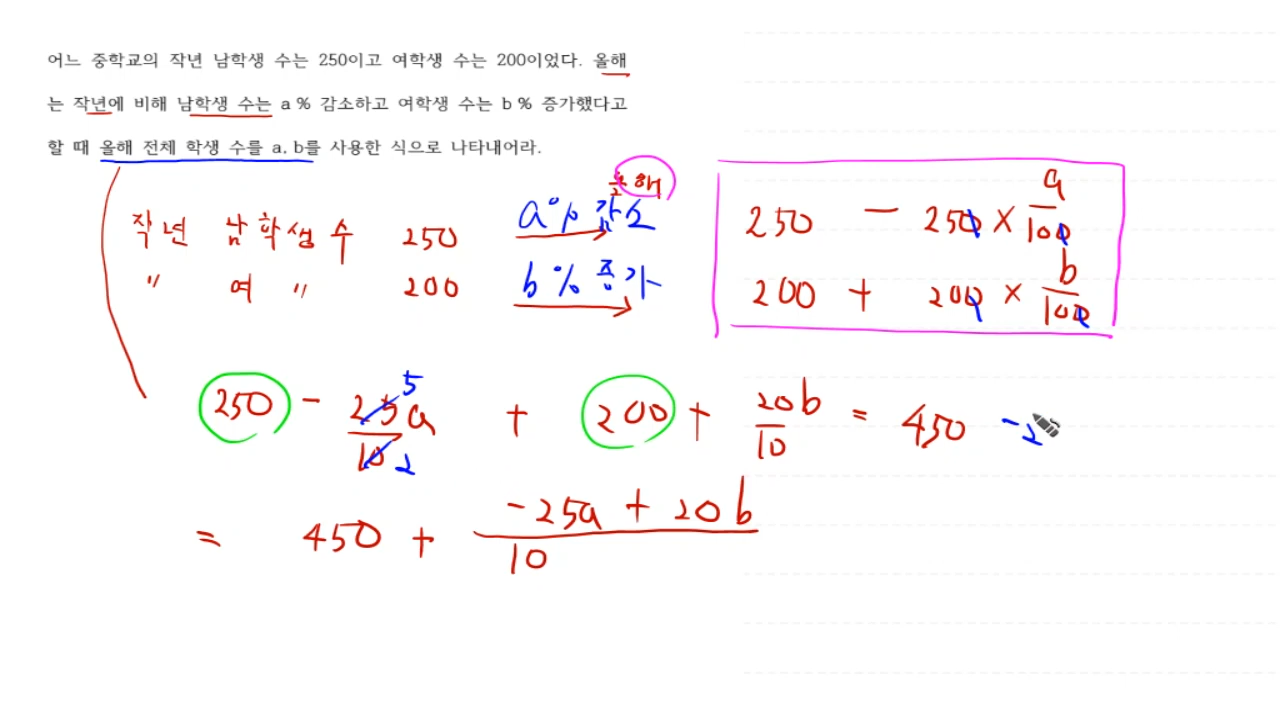 어느 중학교의 작년 남학생 수는 250이고 여학생 수는 200이었다. 올해
는 작년에 비해 남학생 수는 a % 감소하고 여학생 수는 b % 증가했다고
할 때 올해 전체 학생 수를 a, b를 사용한 식으로 나타내어라.
올해
작년 남학생 수 250 a% 감소 250 - 250 × a/100
" 여 " 200 b% 증가 200 + 200 × b/100
250 - 25a/10 5 2 + 200 + 20b/10 = 450 -2
= 450 + -25a + 20b/10